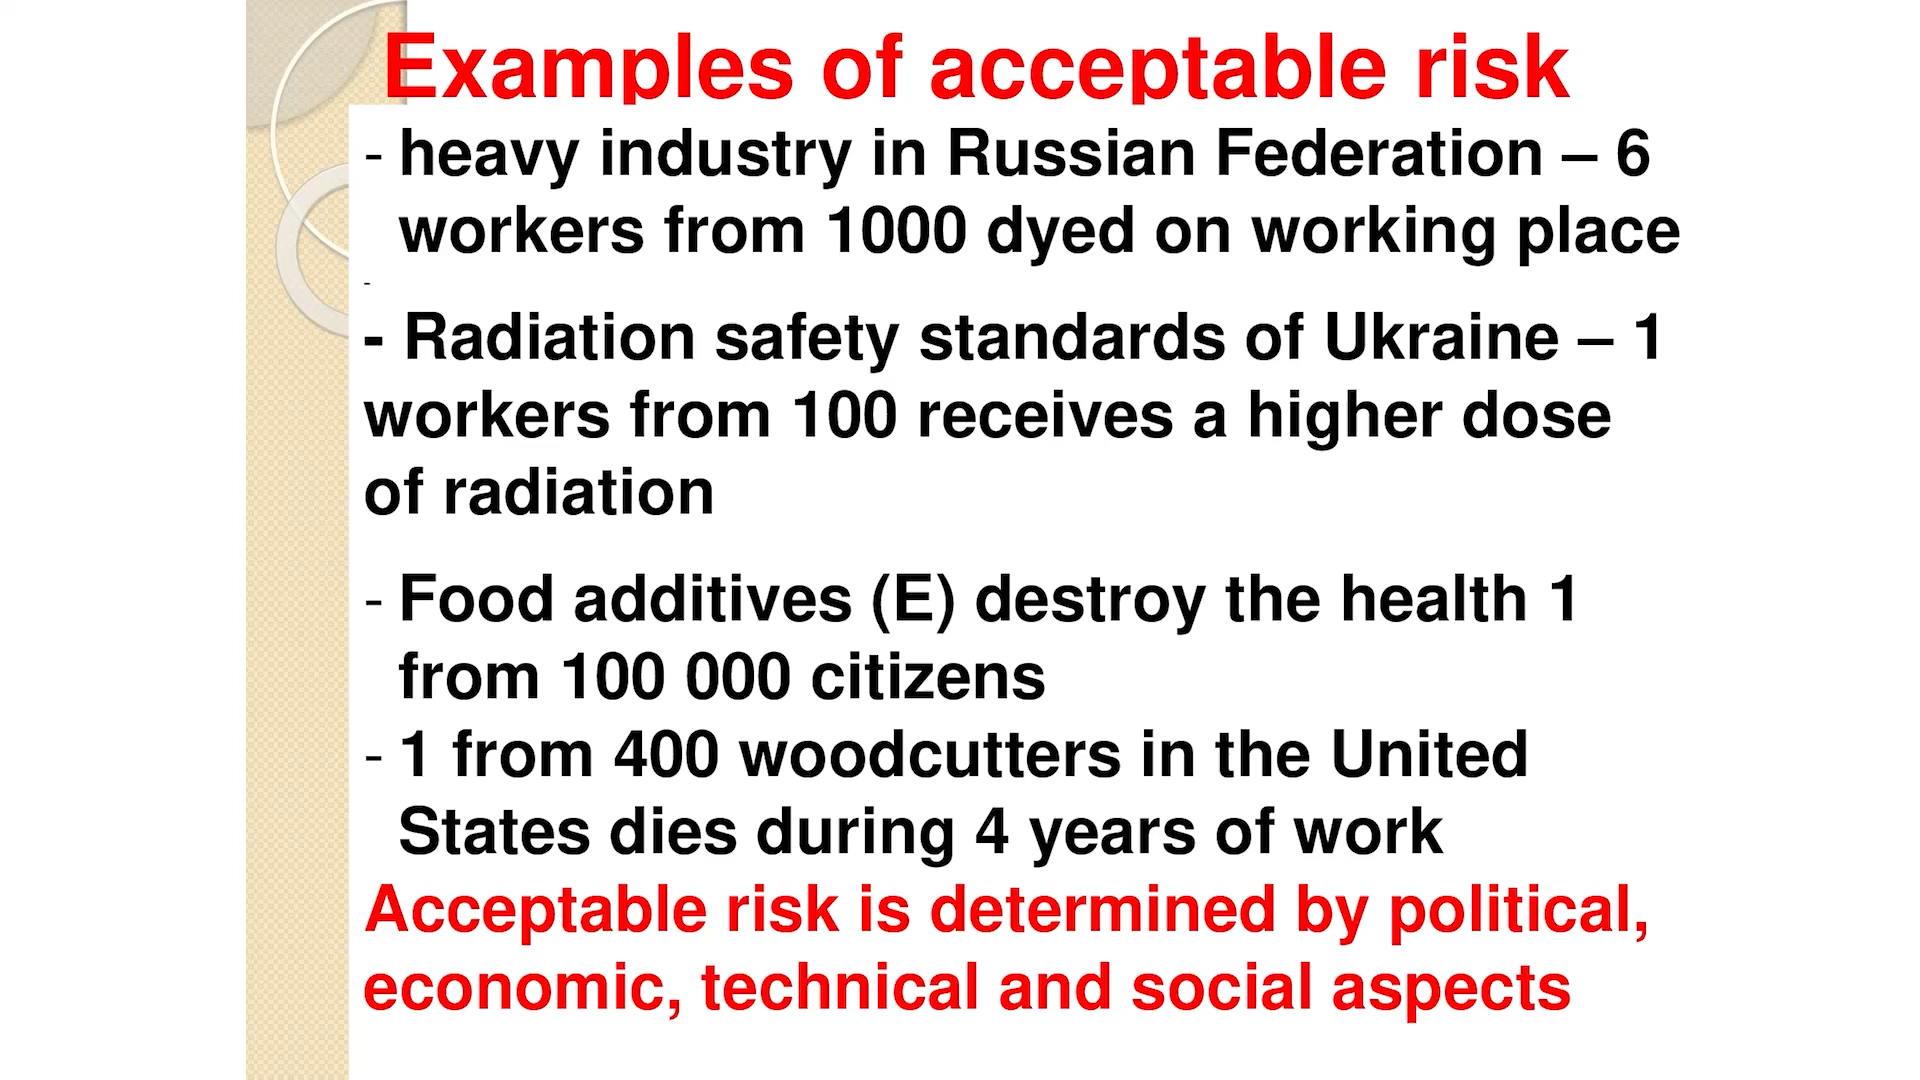 Examples of acceptable risk
- heavy industry in Russian Federation – 6
workers from 1000 dyed on working place
-
- Radiation safety standards of Ukraine – 1
workers from 100 receives a higher dose
of radiation
- Food additives (E) destroy the health 1
from 100 000 citizens
- 1 from 400 woodcutters in the United
States dies during 4 years of work
Acceptable risk is determined by political,
economic, technical and social aspects